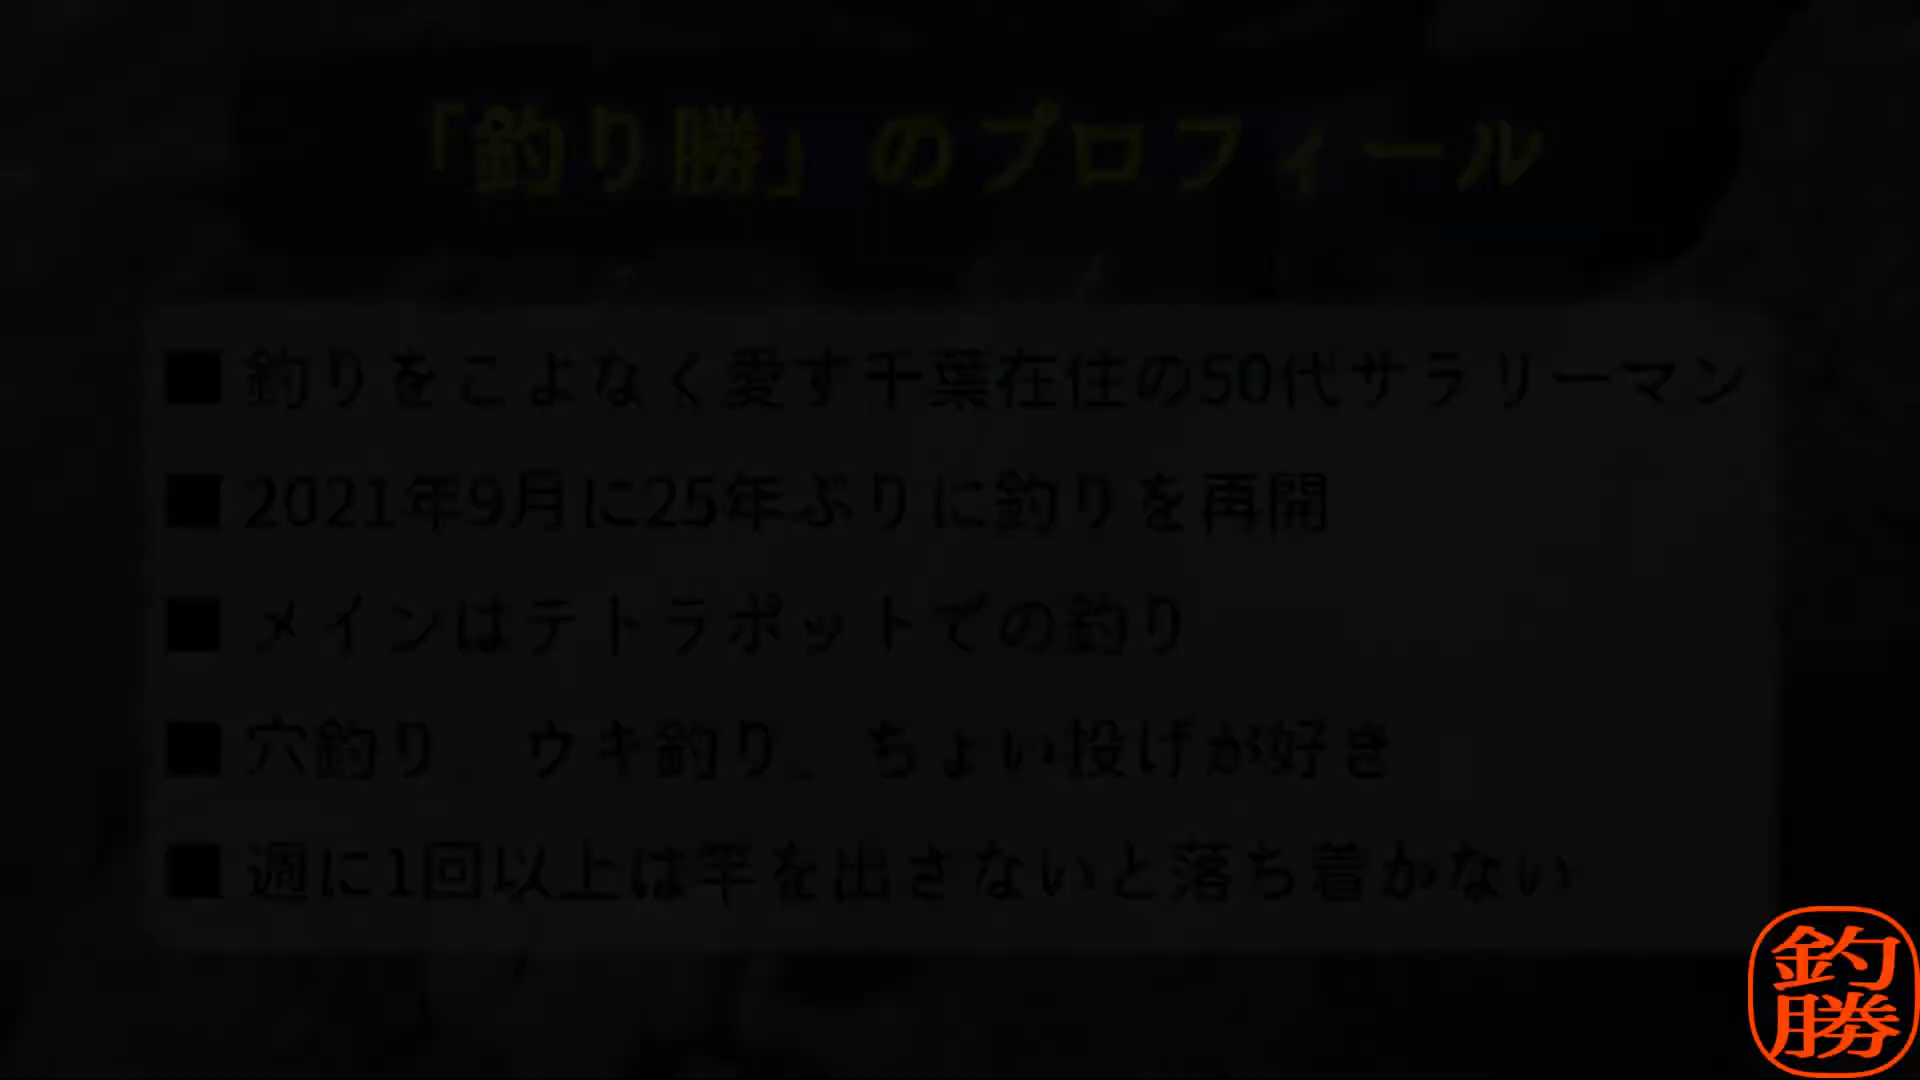 「釣り勝」のプロフィール
■ 釣りをこよなく愛す千葉在住の50代サラリーマン
■ 2021年9月に25年ぶりに釣りを再開
■ メインはテトラポットでの釣り
■ 穴釣り、ウキ釣り、ちょい投げが好き
■ 週に1回以上は竿を出さないと落ち着かない
釣
勝